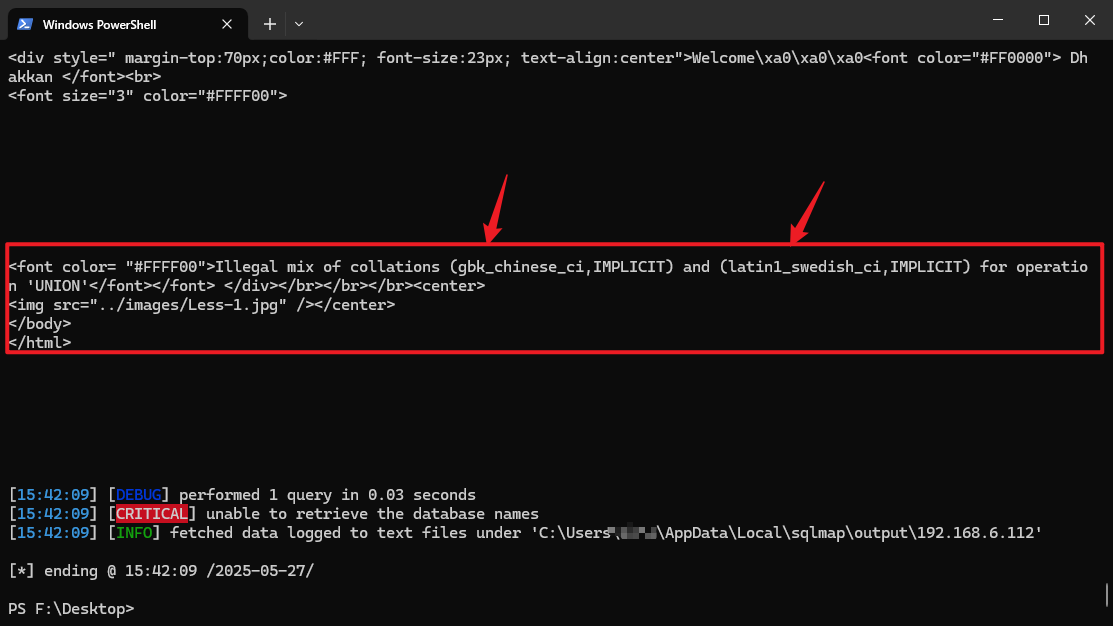 Windows PowerShell
<div style=" margin-top:70px;color:#FFF; font-size:23px; text-align:center">Welcome\xa0\xa0\xa0<font color="#FF0000"> Dh
akkan </font><br>
<font size="3" color="#FFFF00">
<font color= "#FFFF00">Illegal mix of collations (gbk_chinese_ci,IMPLICIT) and (latin1_swedish_ci,IMPLICIT) for operatio
n 'UNION'</font></font> </div></br></br></br><center>
<img src="../images/Less-1.jpg" /></center>
</body>
</html>
[15:42:09] [DEBUG] performed 1 query in 0.03 seconds
[15:42:09] [CRITICAL] unable to retrieve the database names
[15:42:09] [INFO] fetched data logged to text files under 'C:\Users\ \AppData\Local\sqlmap\output\192.168.6.112'
[*] ending @ 15:42:09 /2025-05-27/
PS F:\Desktop>